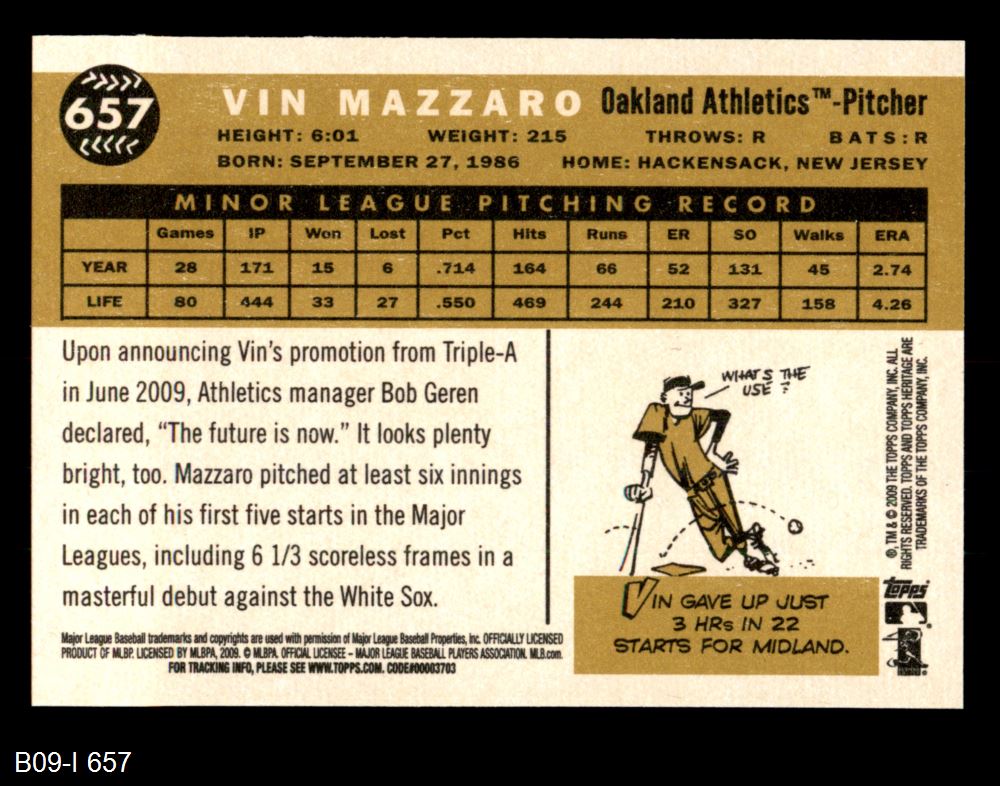 657
VIN MAZZARO Oakland Athletics™-Pitcher
HEIGHT: 6:01 WEIGHT: 215 THROWS: R BATS: R
BORN: SEPTEMBER 27, 1986 HOME: HACKENSACK, NEW JERSEY
MINOR LEAGUE PITCHING RECORD
Games IP Won Lost Pct Hits Runs ER SO Walks ERA
YEAR 28 171 15 6 .714 164 66 52 131 45 2.74
LIFE 80 444 33 27 .550 469 244 210 327 158 4.26
Upon announcing Vin's promotion from Triple-A
in June 2009, Athletics manager Bob Geren
declared, “The future is now.” It looks plenty
bright, too. Mazzaro pitched at least six innings
in each of his first five starts in the Major
Leagues, including 6 1/3 scoreless frames in a
masterful debut against the White Sox.
Major League Baseball trademarks and copyrights are used with permission of Major League Baseball Properties, Inc. OFFICIALLY LICENSED
PRODUCT OF MLBP. LICENSED BY MLBPA, 2009. © MLBPA. OFFICIAL LICENSEE – MAJOR LEAGUE BASEBALL PLAYERS ASSOCIATION. MLB.com
FOR TRACKING INFO, PLEASE SEE WWW.TOPPS.COM. CODE#00003703
WHAT'S THE
USE ?
VIN GAVE UP JUST
3 HRs IN 22
STARTS FOR MIDLAND.
®, TM & © 2009 THE TOPPS COMPANY, INC. ALL
RIGHTS RESERVED. TOPPS AND TOPPS HERITAGE ARE
TRADEMARKS OF THE TOPPS COMPANY, INC.
topps
B09-I 657